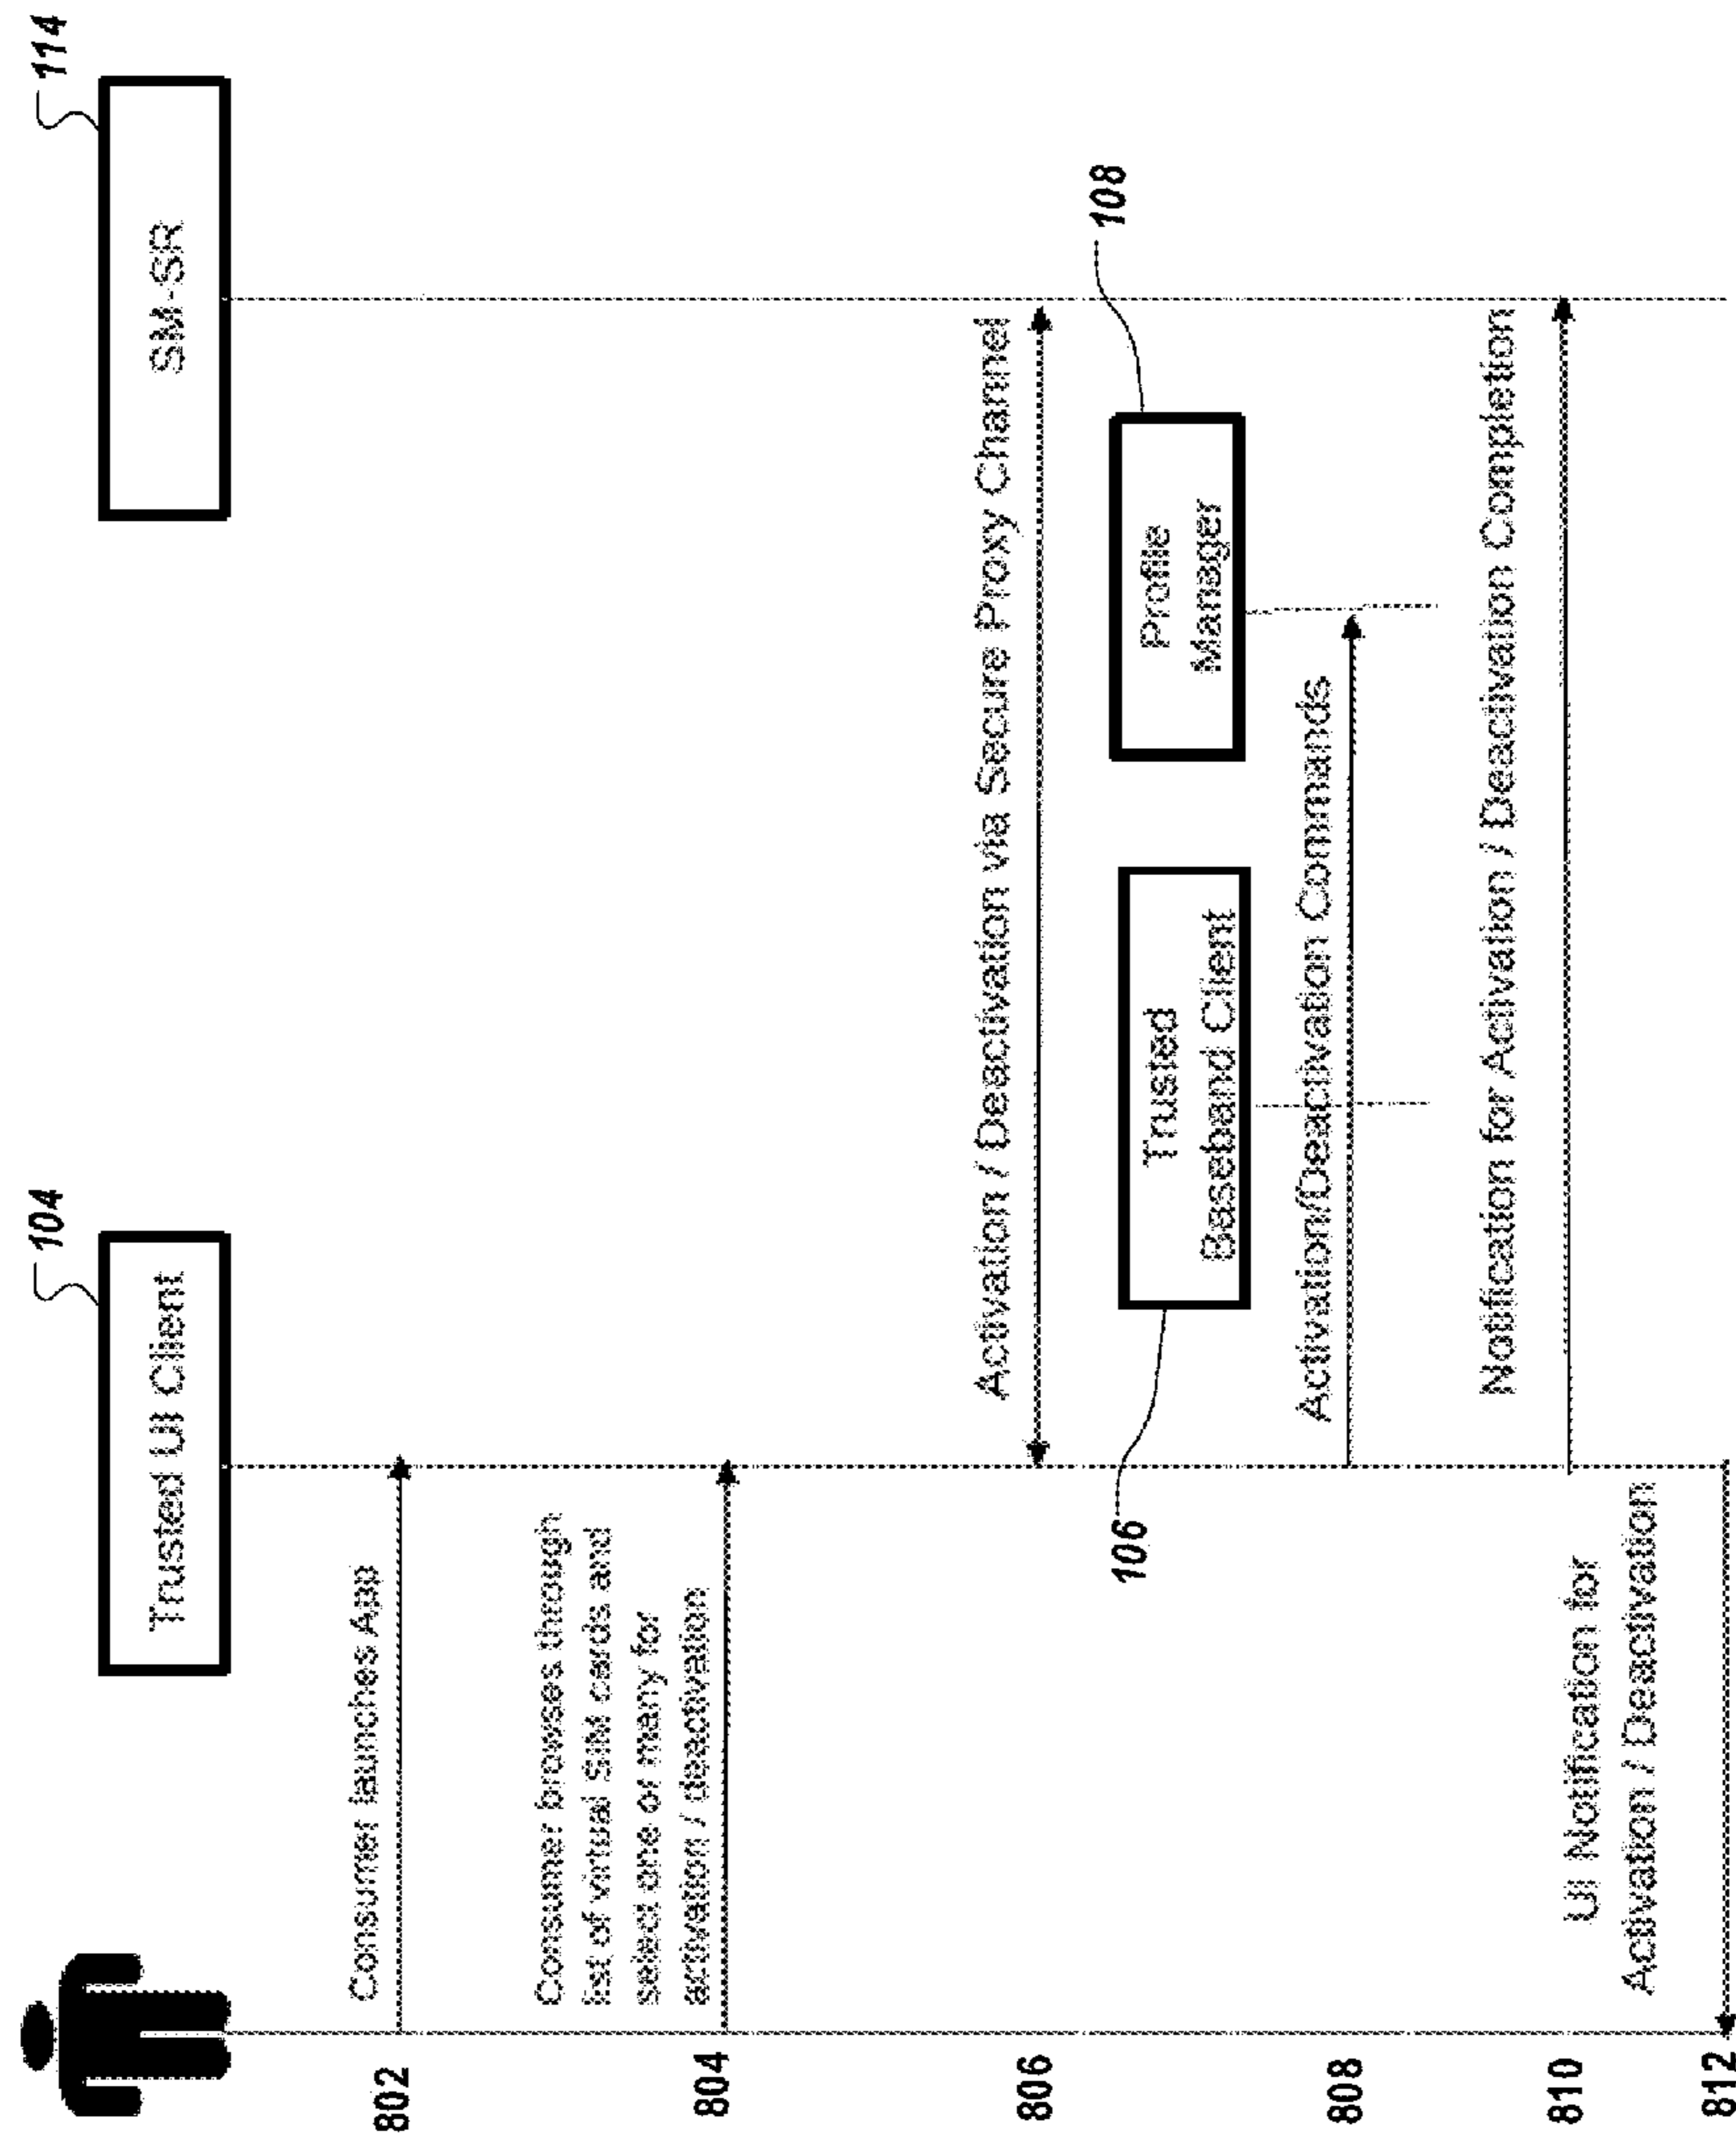 104
Trusted UI Client
114
SM-SR
802
Consumer launches App
804
Consumer browses through
list of virtual SIM cards and
select one or many for
activation / deactivation
806
Activation / Deactivation via Secure Proxy Channel
106
Trusted
Baseband Client
108
Profile
Manager
808
Activation/Deactivation Commands
810
Notification for Activation / Deactivation Completion
UI Notification for
Activation / Deactivation
812